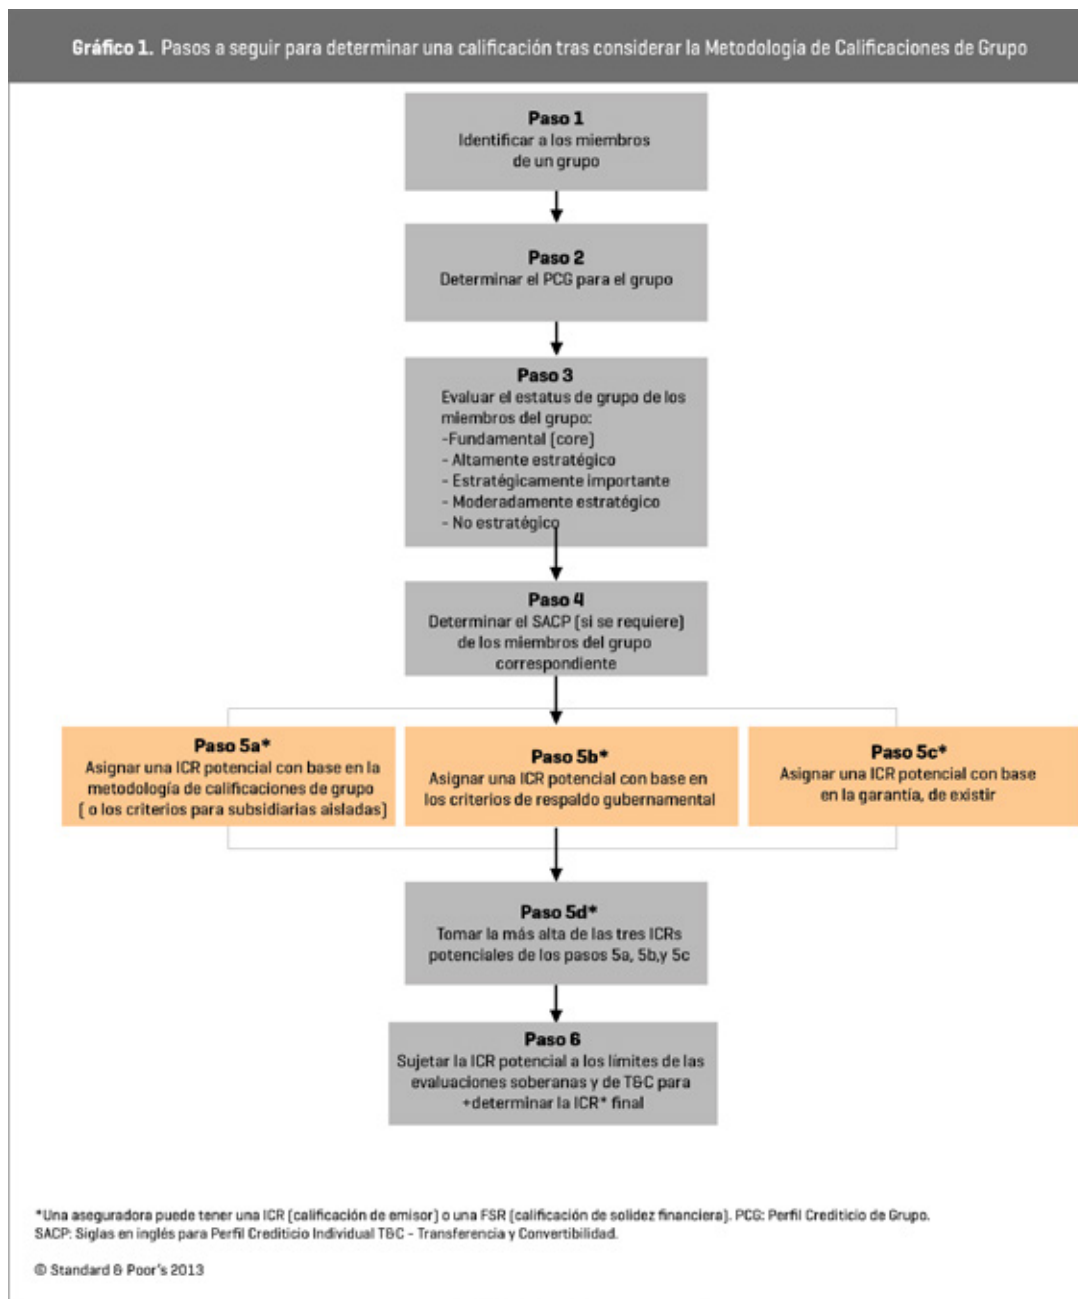 Gráfico 1. Pasos a seguir para determinar una calificación tras considerar la Metodología de Calificaciones de Grupo
Paso 1
Identificar a los miembros
de un grupo
Paso 2
Determinar el PCG para el grupo
Paso 3
Evaluar el estatus de grupo de los
miembros del grupo:
-Fundamental (core)
- Altamente estratégico
- Estratégicamente importante
- Moderadamente estratégico
- No estratégico
Paso 4
Determinar el SACP (si se requiere)
de los miembros del grupo
correspondiente
Paso 5a*
Asignar una ICR potencial con base en la
metodología de calificaciones de grupo
( o los criterios para subsidiarias aisladas)
Paso 5b*
Asignar una ICR potencial con base en
los criterios de respaldo gubernamental
Paso 5c*
Asignar una ICR potencial con base
en la garantía, de existir
Paso 5d*
Tomar la más alta de las tres ICRs
potenciales de los pasos 5a, 5b,y 5c
Paso 6
Sujetar la ICR potencial a los límites de las
evaluaciones soberanas y de T&C para
+determinar la ICR* final
*Una aseguradora puede tener una ICR (calificación de emisor) o una FSR (calificación de solidez financiera). PCG: Perfil Crediticio de Grupo.
SACP: Siglas en inglés para Perfil Crediticio Individual T&C - Transferencia y Convertibilidad.
© Standard & Poor's 2013